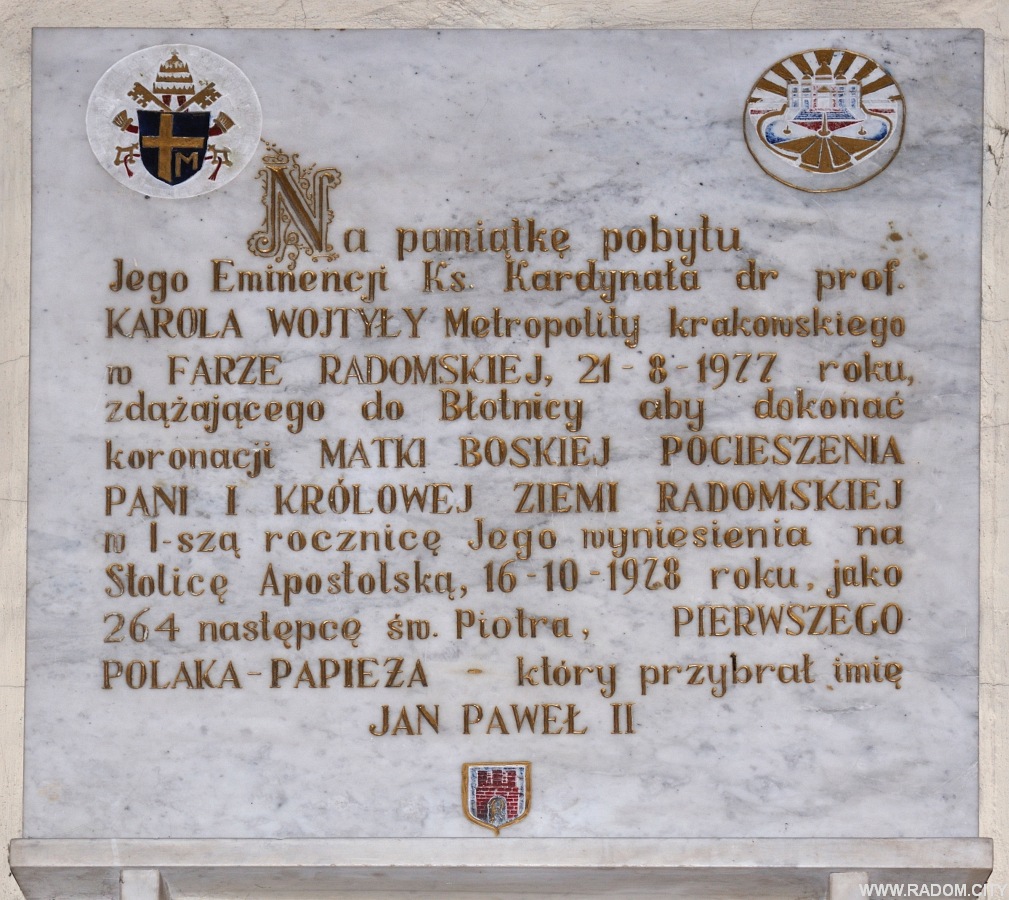 Na pamiątkę pobytu
Jego Eminencji Ks. Kardynała dr prof.
KAROLA WOJTYŁY Metropolity krakowskiego
w FARZE RADOMSKIEJ, 21-8-1977 roku,
zdążającego do Błotnicy aby dokonać
koronacji MATKI BOSKIEJ POCIESZENIA
PANI I KRÓLOWEJ ZIEMI RADOMSKIEJ
w I-szą rocznicę Jego wyniesienia na
Stolicę Apostolską, 16-10-1978 roku, jako
264 następcę św. Piotra, PIERWSZEGO
POLAKA-PAPIEŻA - który przybrał imię
JAN PAWEŁ II
M
WWW.RADOM.CITY